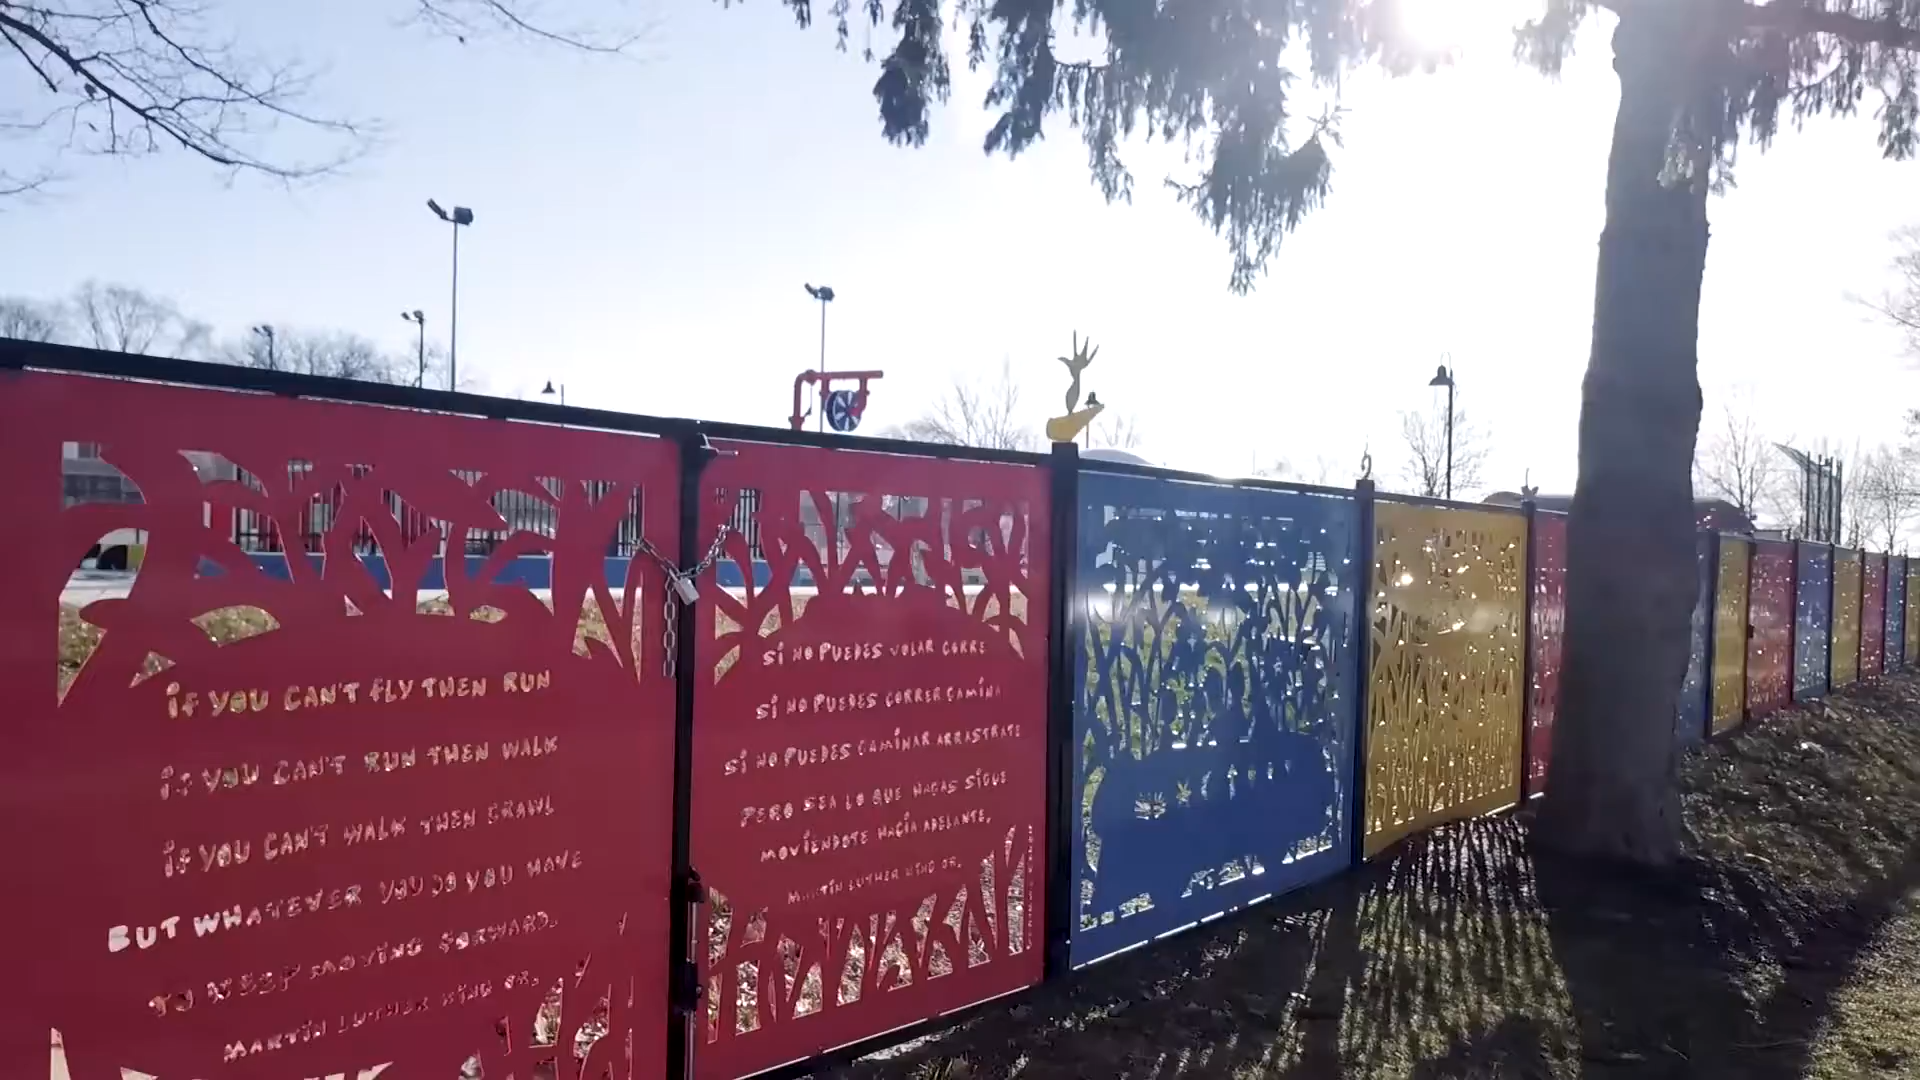 if YOU CAN'T fLY THEN RUN
if YOU CAN'T RUN THEN WALK
if YOU CAN'T WALK THEN CRAWL
BUT WHATEVER YOU DO YOU HAVE
TO KEEP MOVING FORWARD.
MARTIN LUTHER KING JR.
SI NO PUEDES VOLAR CORRE
SI NO PUEDES CORRER CAMINA
SI NO PUEDES CAMINAR ARRASTRATE
PERO SEA LO QUE HAGAS SIGUE
MOVIENDOTE HACIA ADELANTE.
MARTIN LUTHER KING JR.